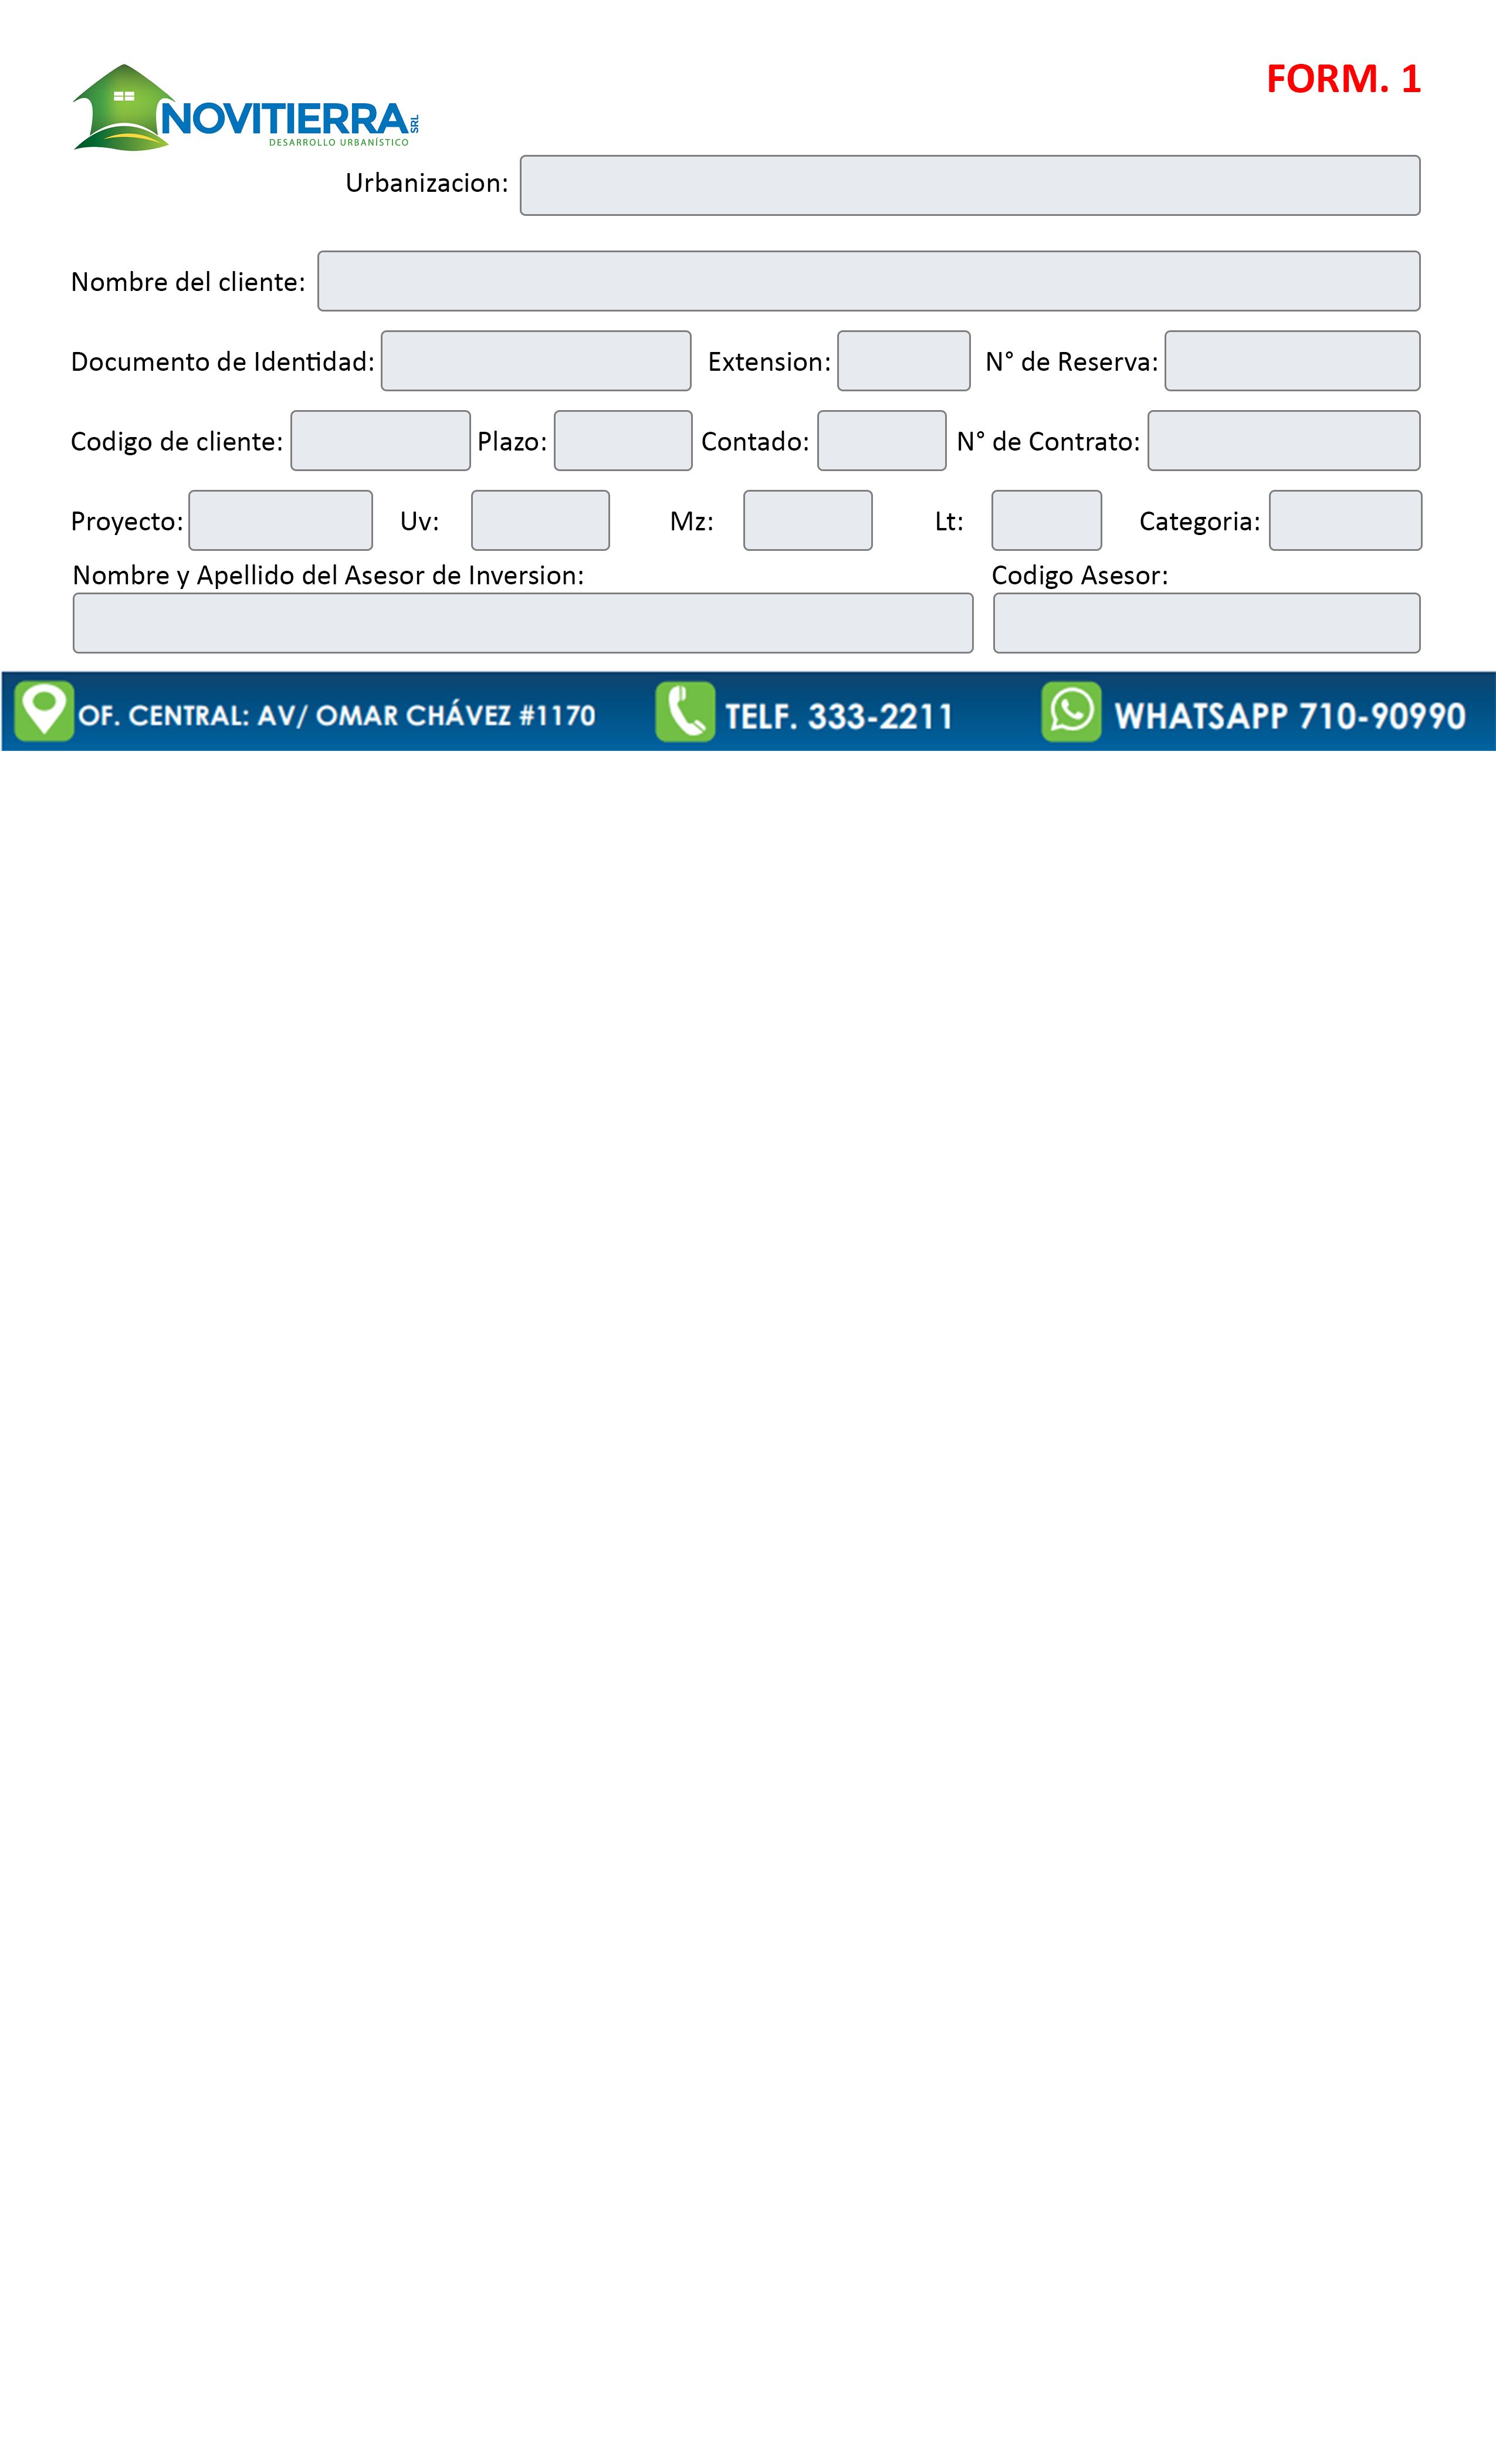 FORM. 1
NOVITIERRA SRL
DESARROLLO URBANÍSTICO
Urbanizacion:
Nombre del cliente:
Documento de Identidad: Extension: N° de Reserva:
Codigo de cliente: Plazo: Contado: N° de Contrato:
Proyecto: Uv: Mz: Lt: Categoria:
Nombre y Apellido del Asesor de Inversion: Codigo Asesor:
OF. CENTRAL: AV/ OMAR CHÁVEZ #1170 TELF. 333-2211 WHATSAPP 710-90990